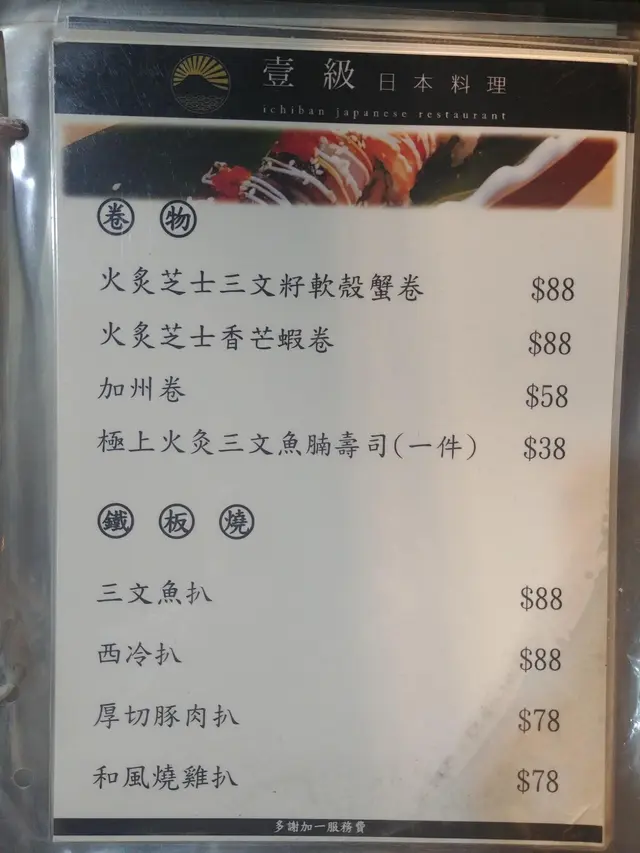 壹級日本料理
ichiban japanese restaurant
卷物
火炙芝士三文籽軟殼蟹卷 $88
火炙芝士香芒蝦卷 $88
加州卷 $58
極上火灸三文魚腩壽司(一件) $38
鐵板燒
三文魚扒 $88
西冷扒 $88
厚切豚肉扒 $78
和風燒雞扒 $78
多謝加一服務費